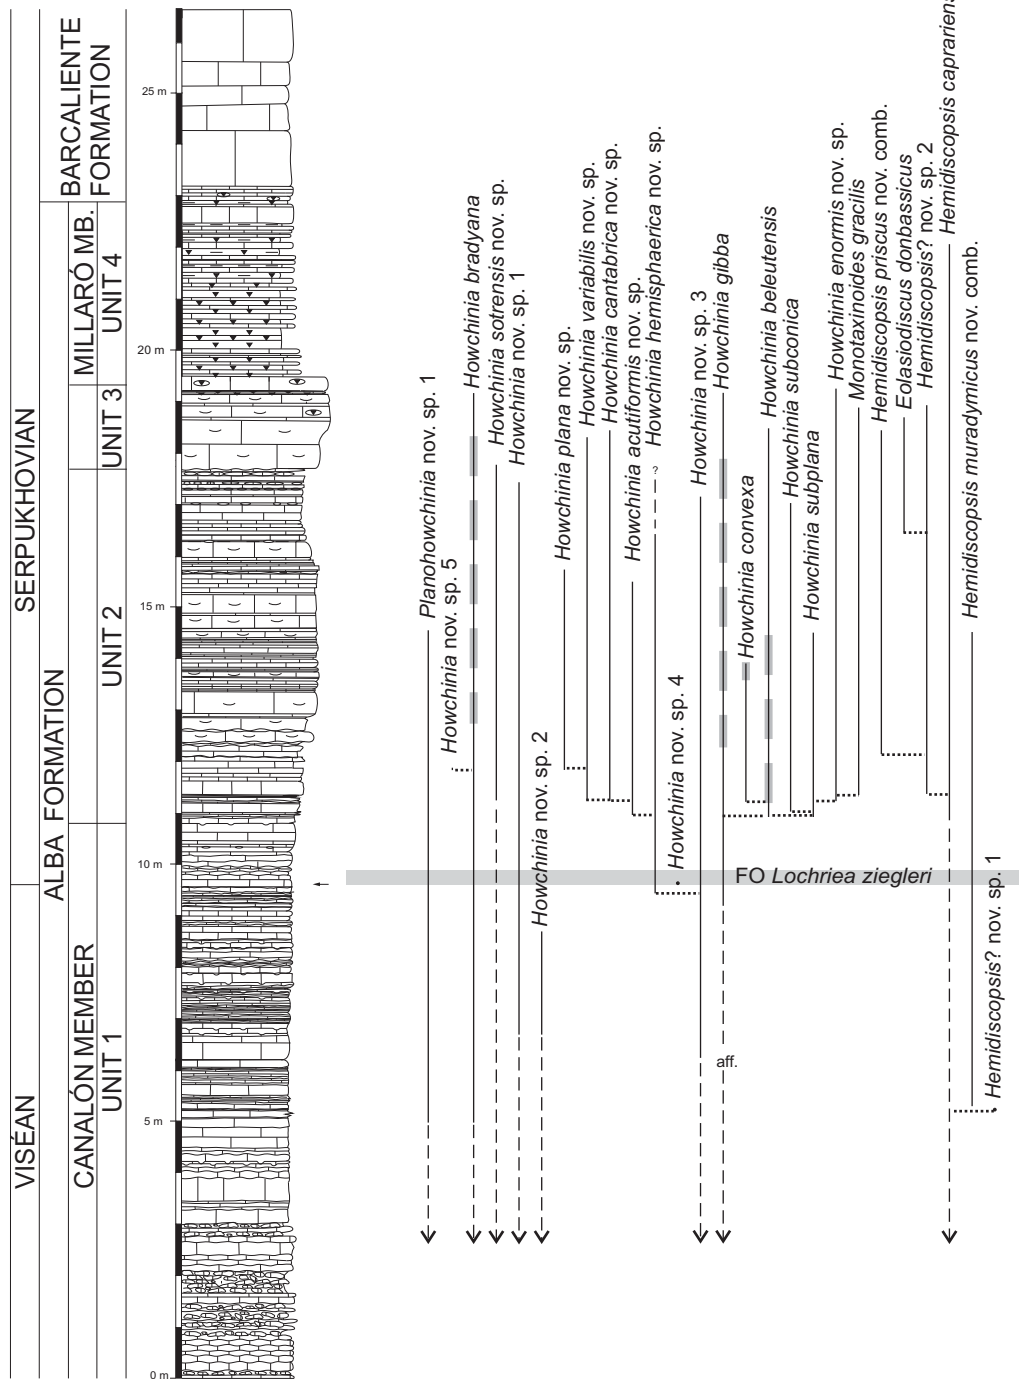 SERPUKHOVIAN
VISÉAN
BARCALIENTE
FORMATION
ALBA FORMATION
MILLARÓ MB.
CANALÓN MEMBER
UNIT 4
UNIT 3
UNIT 2
UNIT 1
25 m
20 m
15 m
10 m
5 m
0 m
Planohowchinia nov. sp. 1
Howchinia nov. sp. 5
Howchinia bradyana
Howchinia sotrensis nov. sp.
Howchinia nov. sp. 1
Howchinia nov. sp. 2
Howchinia plana nov. sp.
Howchinia variabilis nov. sp.
Howchinia cantabrica nov. sp.
Howchinia acutiformis nov. sp.
Howchinia hemisphaerica nov. sp.
?
Howchinia nov. sp. 4
Howchinia nov. sp. 3
Howchinia gibba
aff.
Howchinia convexa
Howchinia beleutensis
Howchinia subconica
Howchinia subplana
Howchinia enormis nov. sp.
Monotaxinoides gracilis
Hemidiscopsis priscus nov. comb.
Eolasiodiscus donbassicus
Hemidiscopsis? nov. sp. 2
Hemidiscopsis muradymicus nov. comb.
Hemidiscopsis? nov. sp. 1
FO Lochriea ziegleri